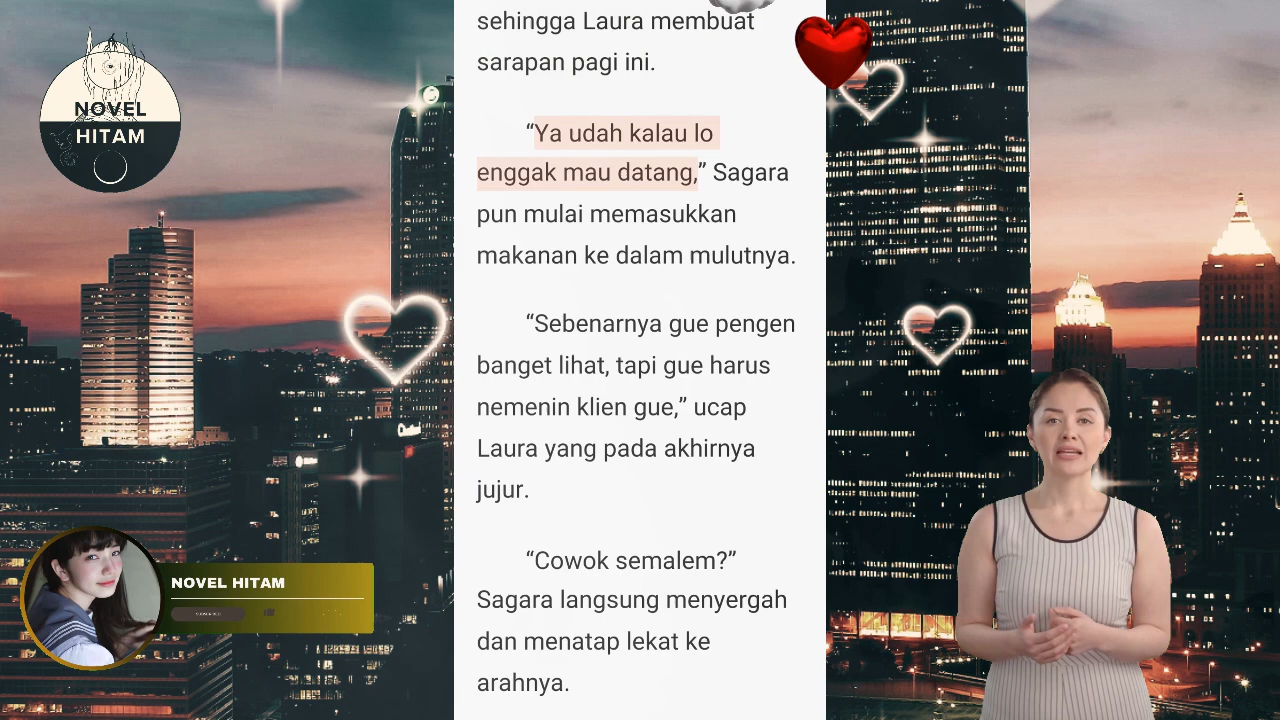 NOVEL
HITAM
sehingga Laura membuat
sarapan pagi ini.
“Ya udah kalau lo
enggak mau datang,” Sagara
pun mulai memasukkan
makanan ke dalam mulutnya.
“Sebenarnya gue pengen
banget lihat, tapi gue harus
nemenin klien gue,” ucap
Laura yang pada akhirnya
jujur.
“Cowok semalem?”
Sagara langsung menyergah
dan menatap lekat ke
arahnya.
NOVEL HITAM